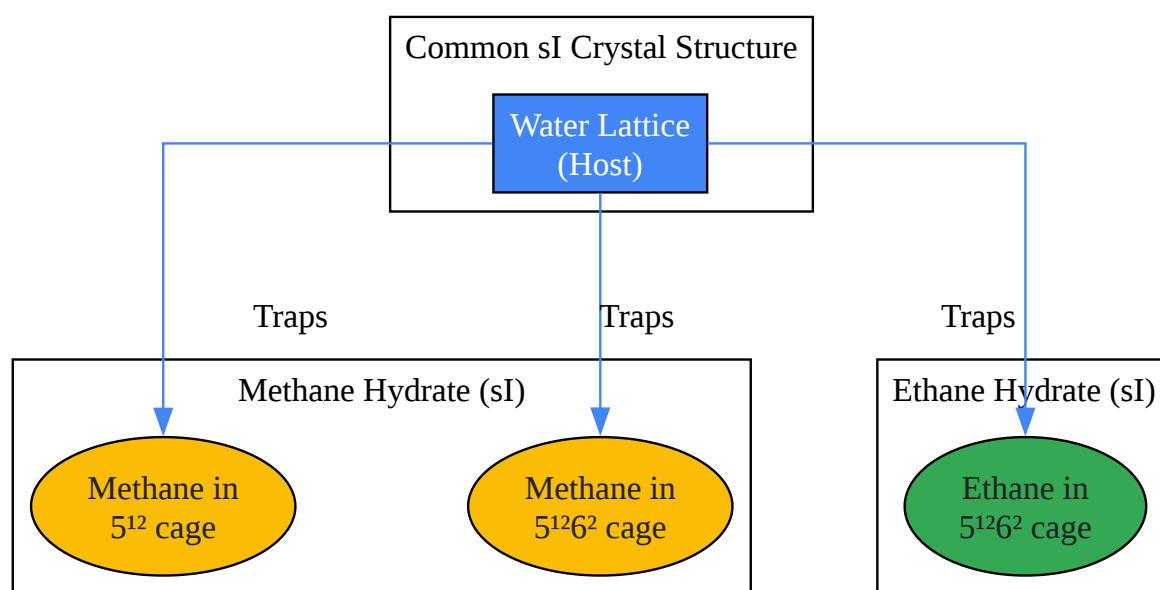 Common sI Crystal Structure
Water Lattice
(Host)
Traps
Traps
Traps
Methane Hydrate (sI)
Ethane Hydrate (sI)
Methane in
5¹² cage
Methane in
5¹²6² cage
Ethane in
5¹²6² cage